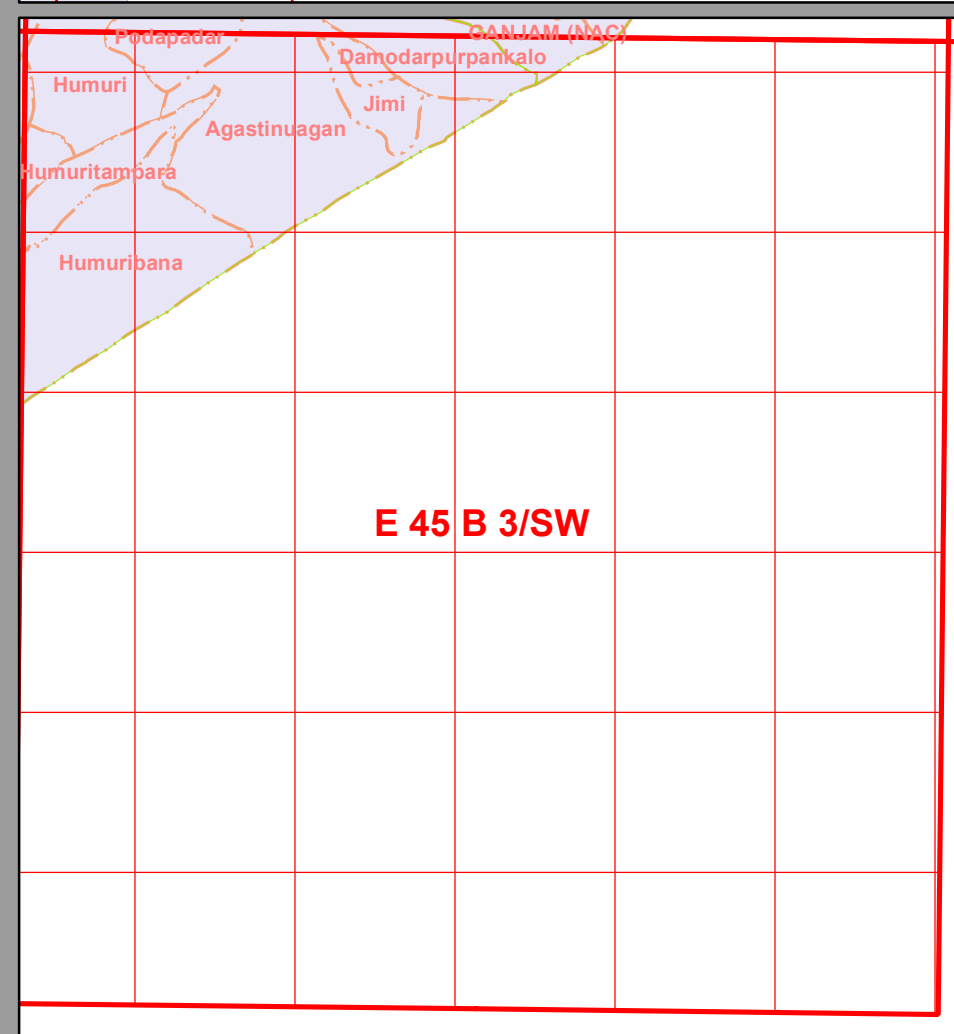 GANJAM (NAC)
Podapadar
Damodarpurpankalo
Humuri
Jimi
Agastinuagan
Humuritampara
Humuribana
E 45 B 3/SW